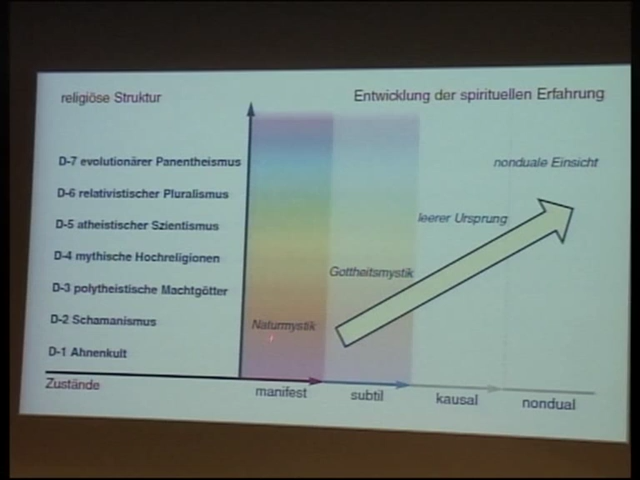 religiöse Struktur
Entwicklung der spirituellen Erfahrung
D-7 evolutionärer Panentheismus
nonduale Einsicht
D-6 relativistischer Pluralismus
leerer Ursprung
D-5 atheistischer Szientismus
D-4 mythische Hochreligionen
Gottheitsmystik
D-3 polytheistische Machtgötter
D-2 Schamanismus
Naturmystik
D-1 Ahnenkult
Zustände
manifest
subtil
kausal
nondual